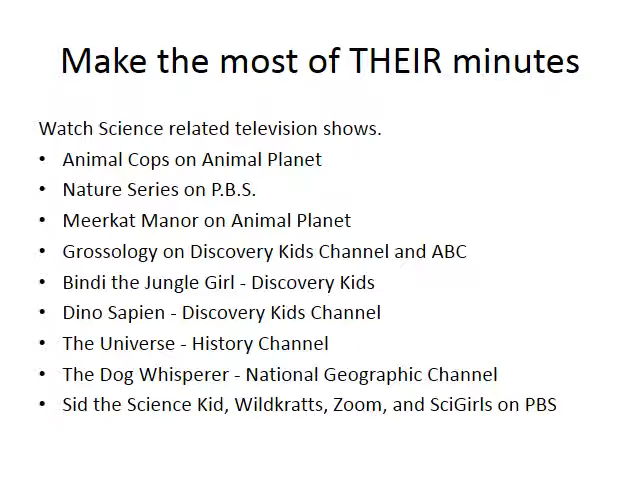 Make the most of THEIR minutes
Watch Science related television shows.
• Animal Cops on Animal Planet
• Nature Series on P.B.S.
• Meerkat Manor on Animal Planet
• Grossology on Discovery Kids Channel and ABC
• Bindi the Jungle Girl - Discovery Kids
• Dino Sapien - Discovery Kids Channel
• The Universe - History Channel
• The Dog Whisperer - National Geographic Channel
• Sid the Science Kid, Wildkratts, Zoom, and SciGirls on PBS